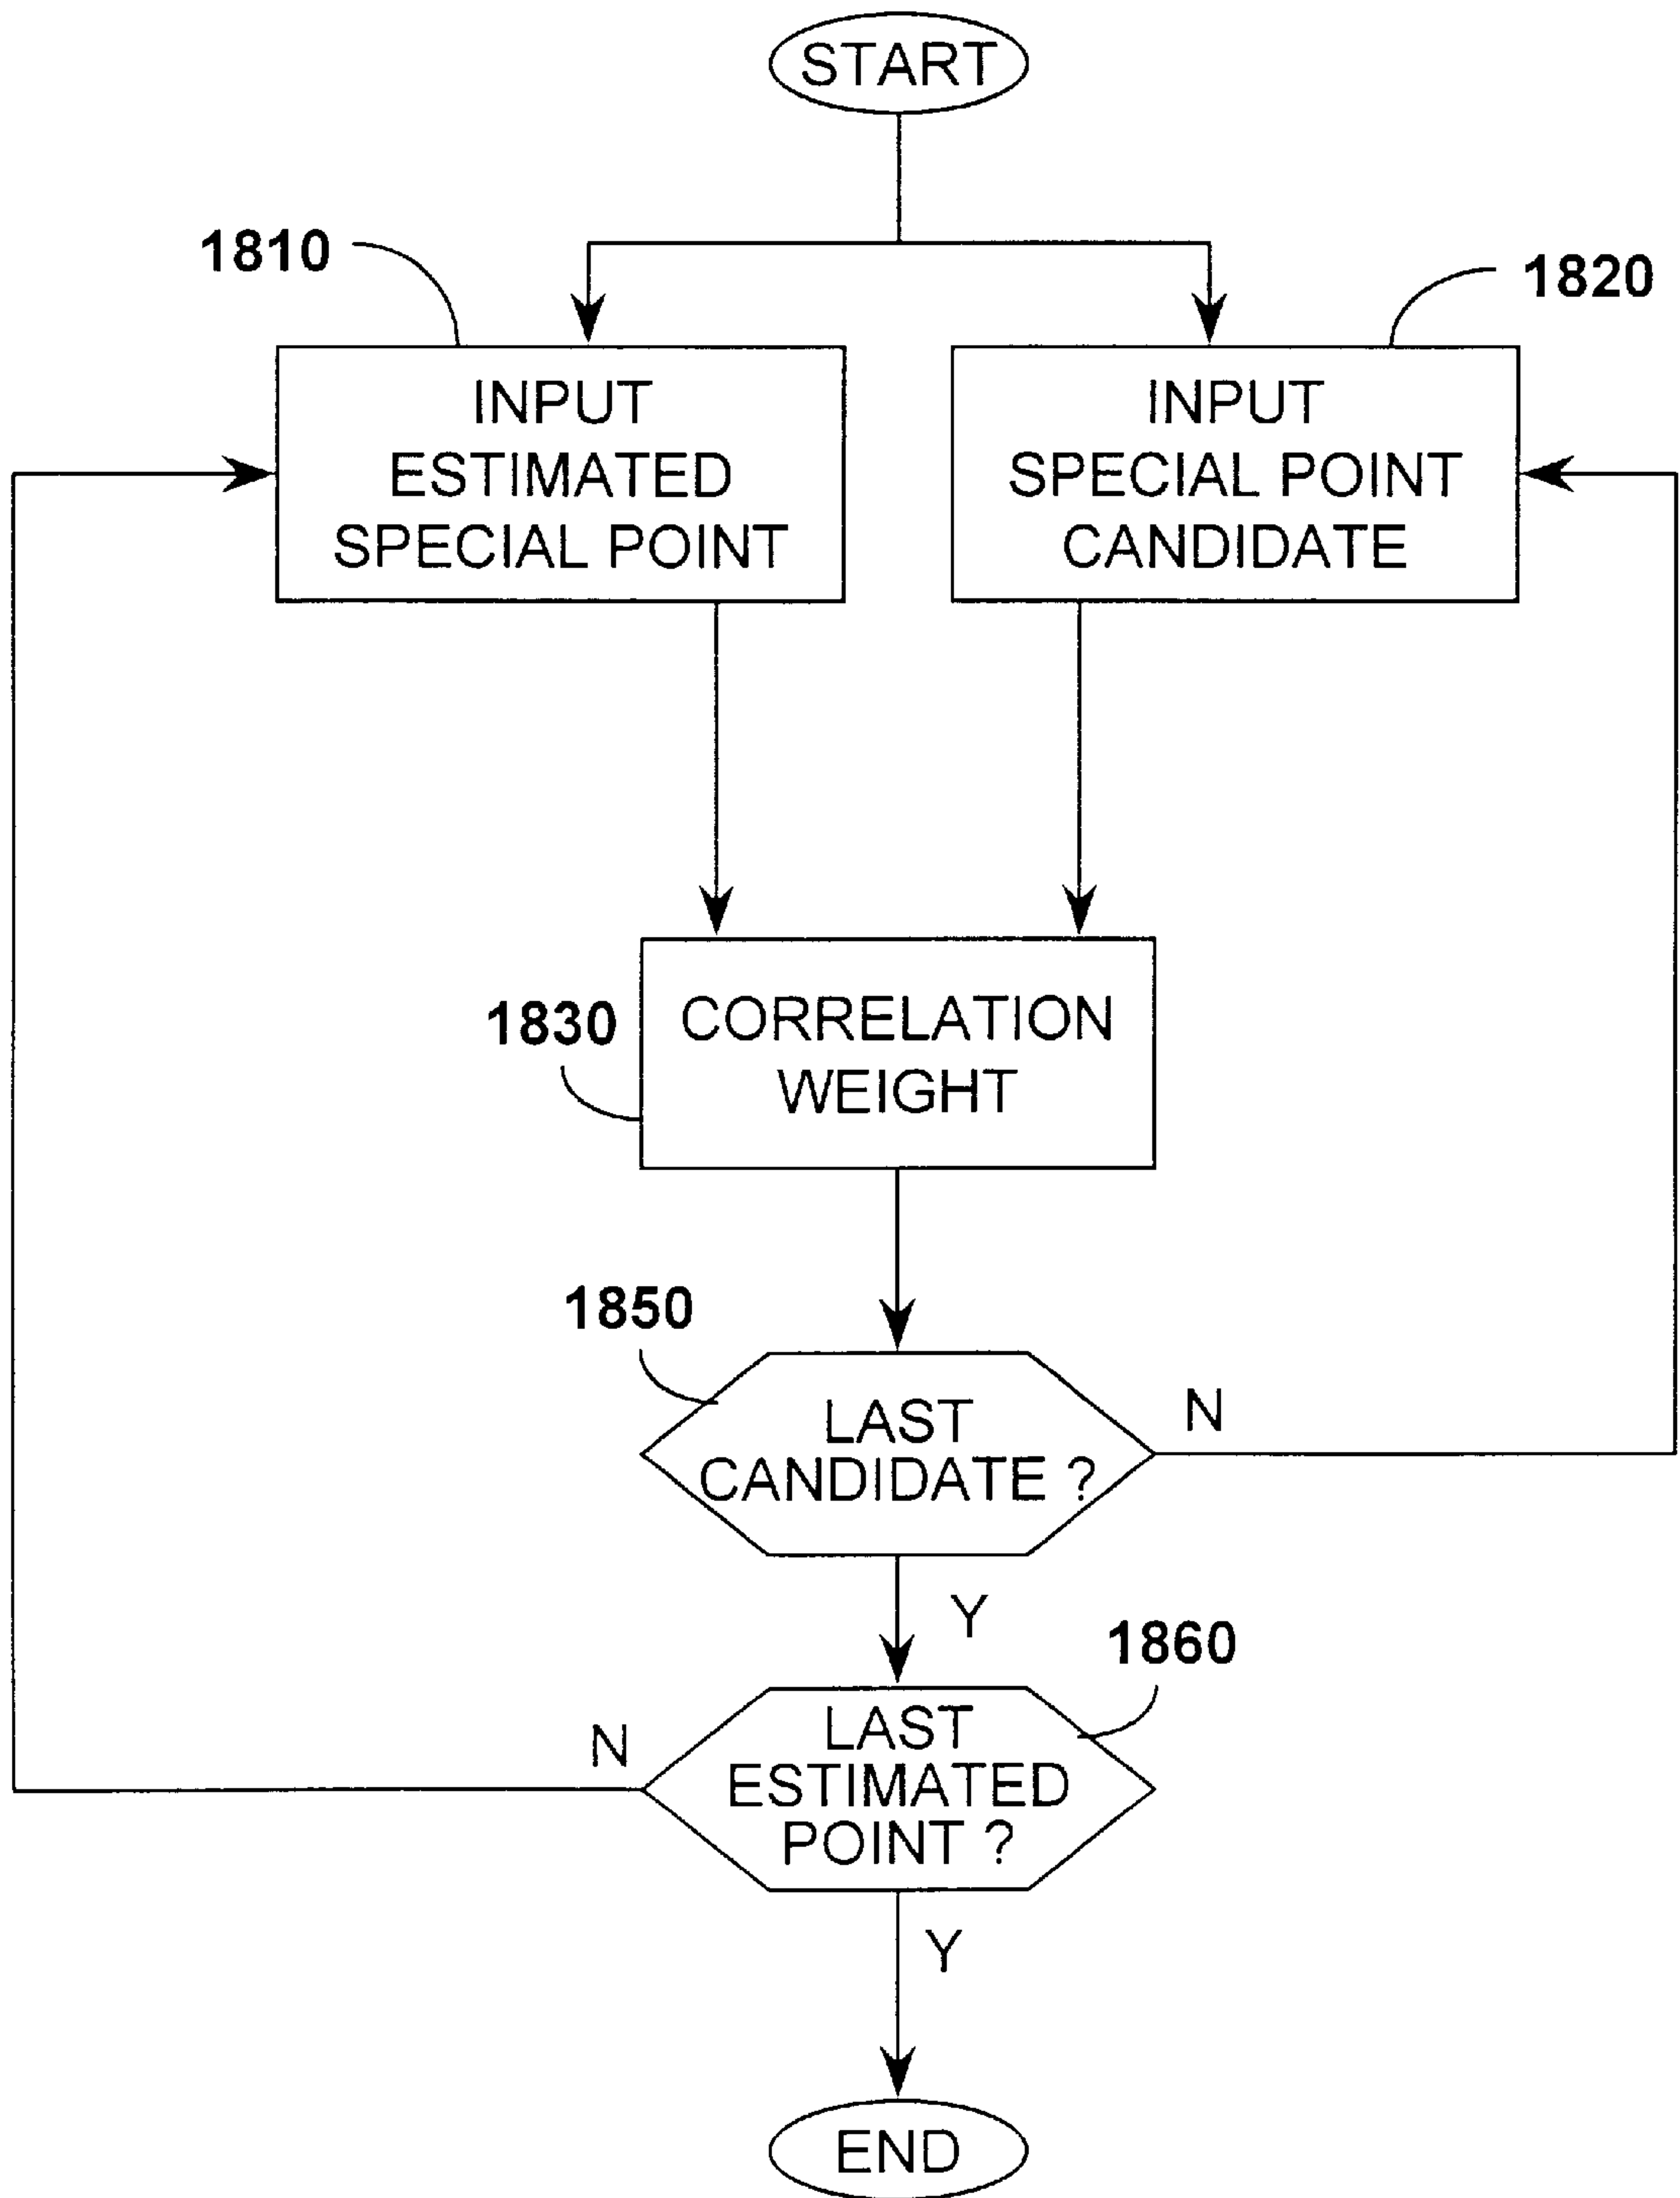 START
1810
1820
INPUT
ESTIMATED
SPECIAL POINT
INPUT
SPECIAL POINT
CANDIDATE
1830
CORRELATION
WEIGHT
1850
LAST
CANDIDATE ?
N
Y
1860
LAST
ESTIMATED
POINT ?
N
Y
END